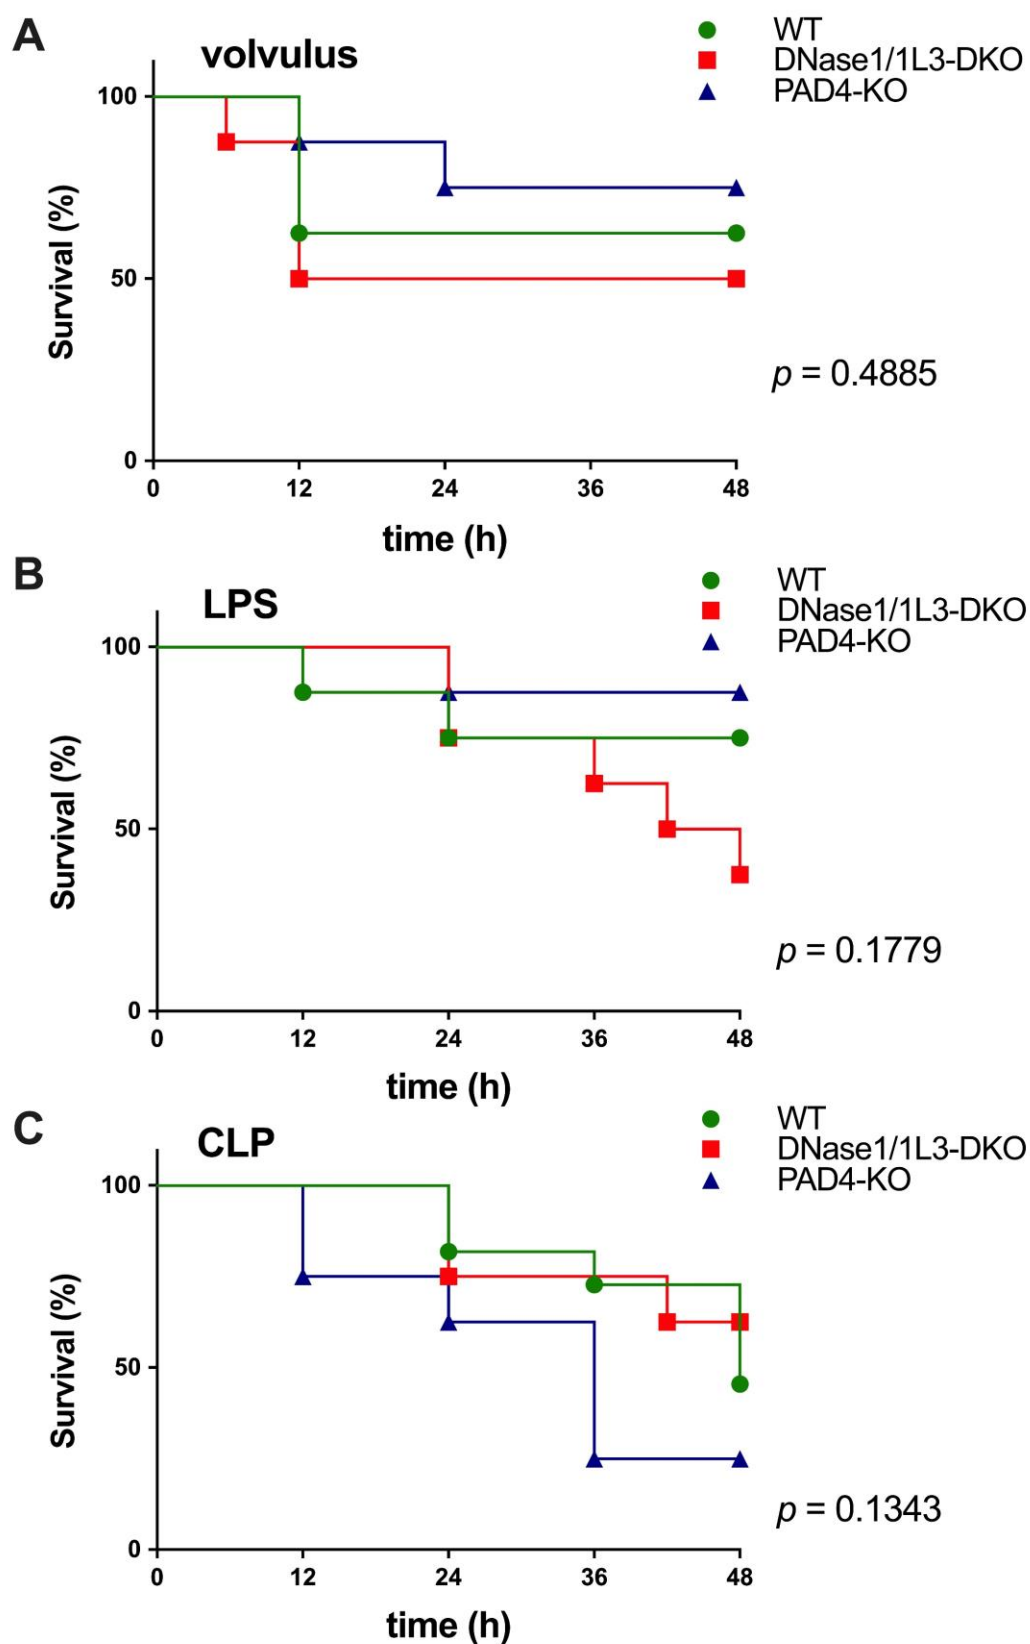 A
volvulus
WT
DNase1/1L3-DKO
PAD4-KO
100
50
0
Survival (%)
p = 0.4885
0 12 24 36 48
time (h)
B
LPS
WT
DNase1/1L3-DKO
PAD4-KO
100
50
0
Survival (%)
p = 0.1779
0 12 24 36 48
time (h)
C
CLP
WT
DNase1/1L3-DKO
PAD4-KO
100
50
0
Survival (%)
p = 0.1343
0 12 24 36 48
time (h)